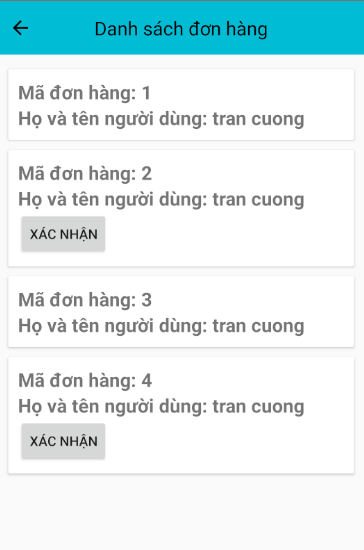 Danh sách đơn hàng
Mã đơn hàng: 1
Họ và tên người dùng: tran cuong
Mã đơn hàng: 2
Họ và tên người dùng: tran cuong
XÁC NHẬN
Mã đơn hàng: 3
Họ và tên người dùng: tran cuong
Mã đơn hàng: 4
Họ và tên người dùng: tran cuong
XÁC NHẬN